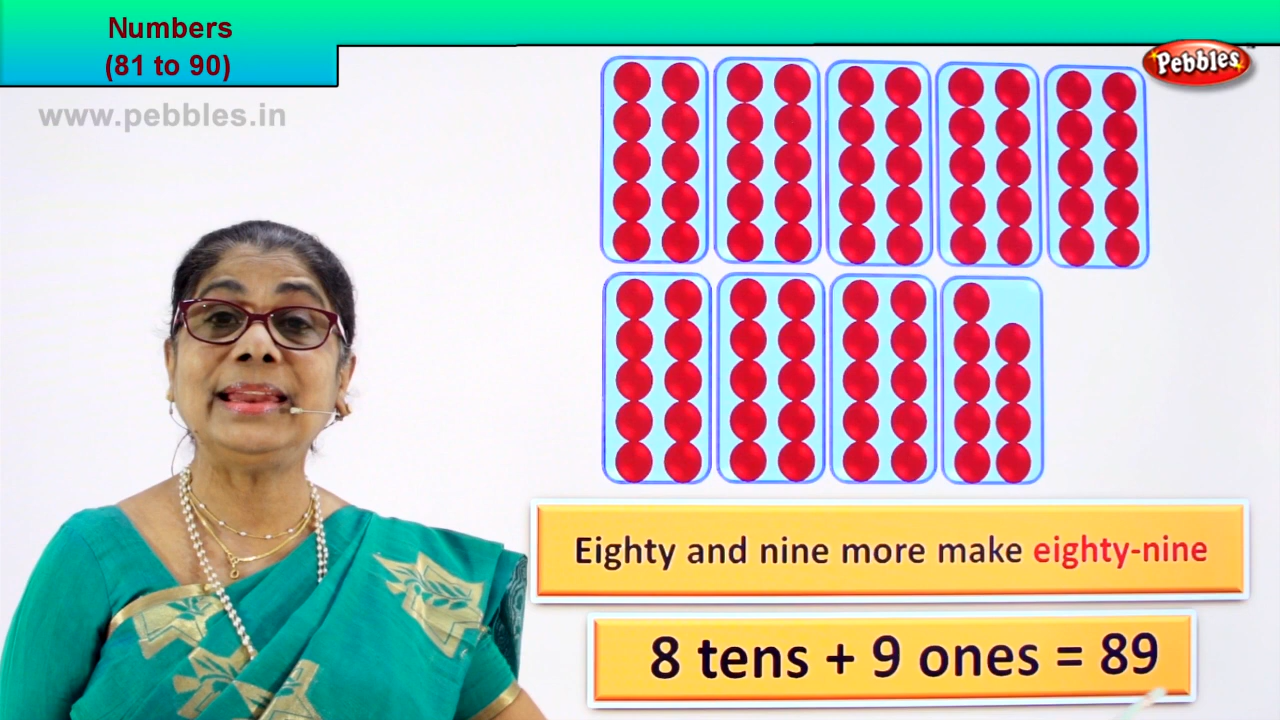 Numbers
(81 to 90)
www.pebbles.in
Pebbles
Eighty and nine more make eighty-nine
8 tens + 9 ones = 89